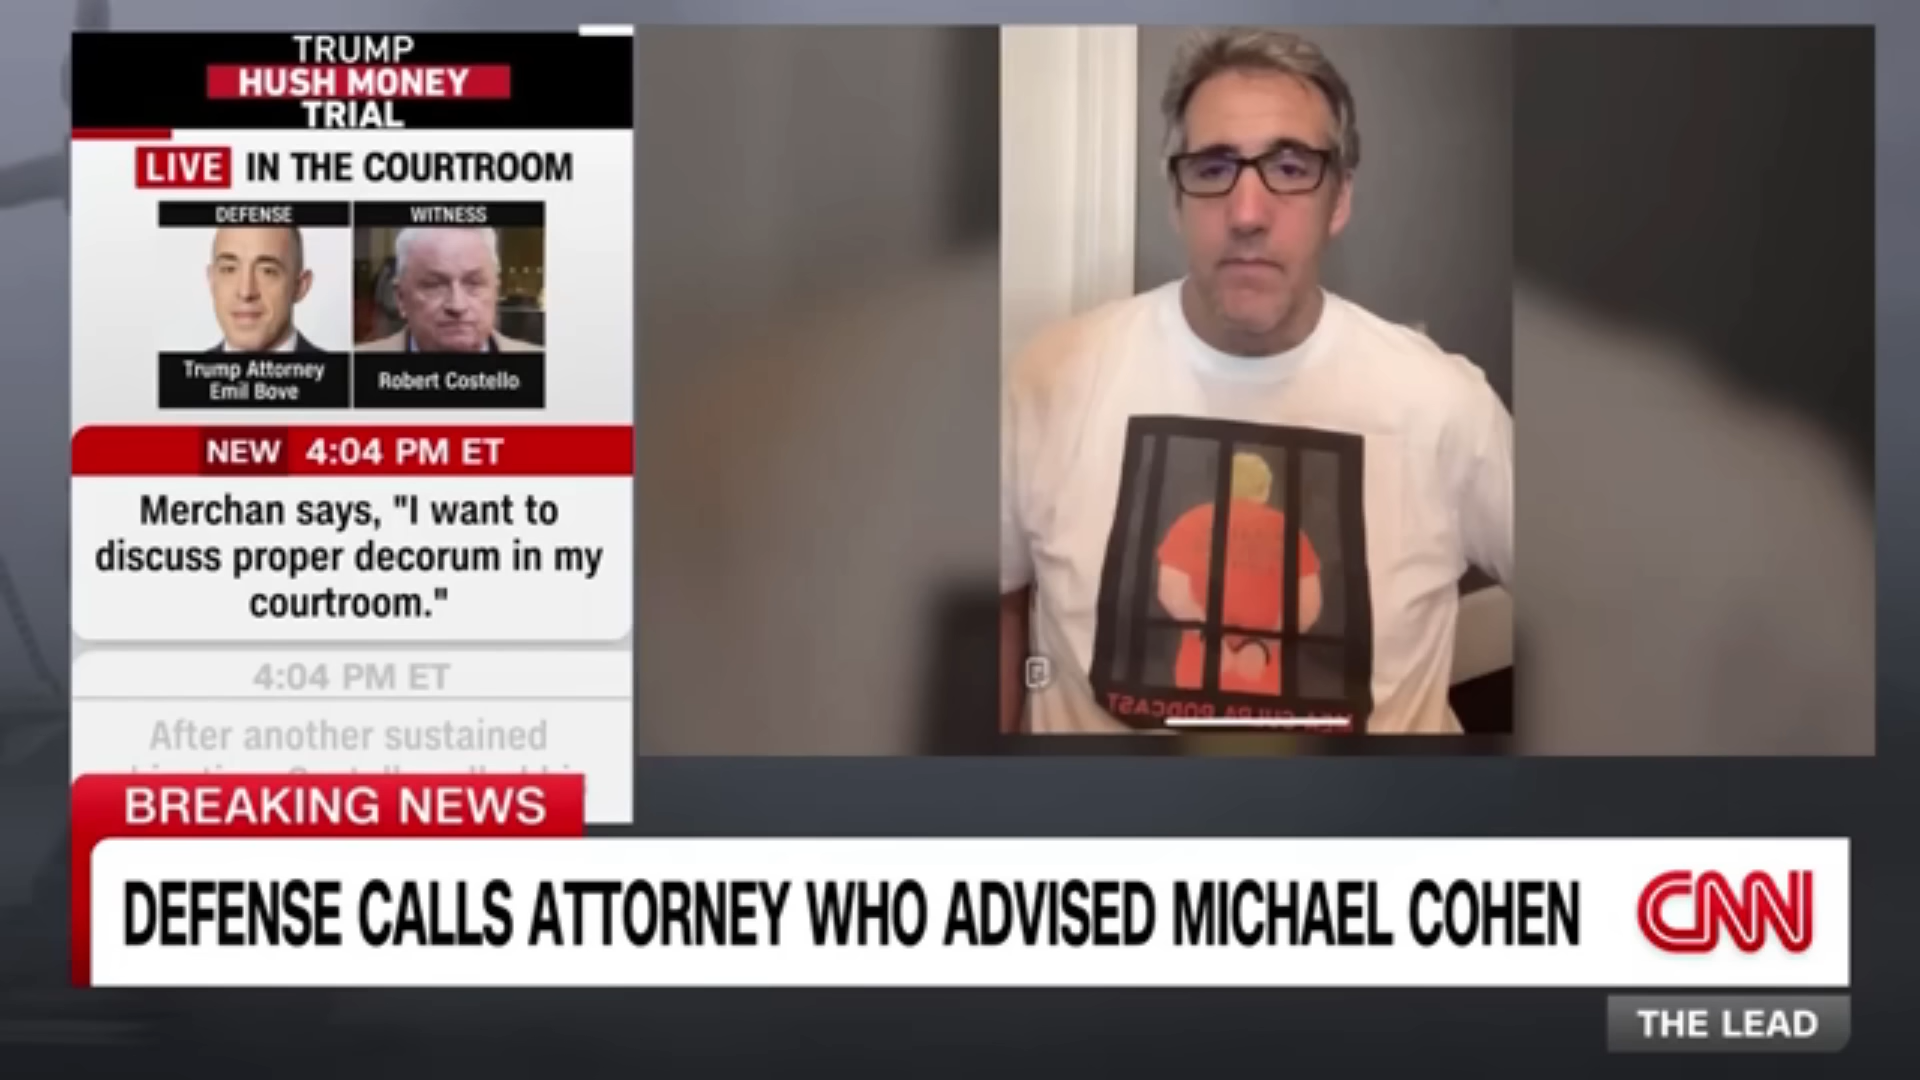 TRUMP
HUSH MONEY
TRIAL
LIVE IN THE COURTROOM
DEFENSE
WITNESS
Trump Attorney
Emil Bove
Robert Costello
NEW 4:04 PM ET
Merchan says, "I want to
discuss proper decorum in my
courtroom."
4:04 PM ET
After another sustained
PODCAST
BREAKING NEWS
DEFENSE CALLS ATTORNEY WHO ADVISED MICHAEL COHEN
CNN
THE LEAD